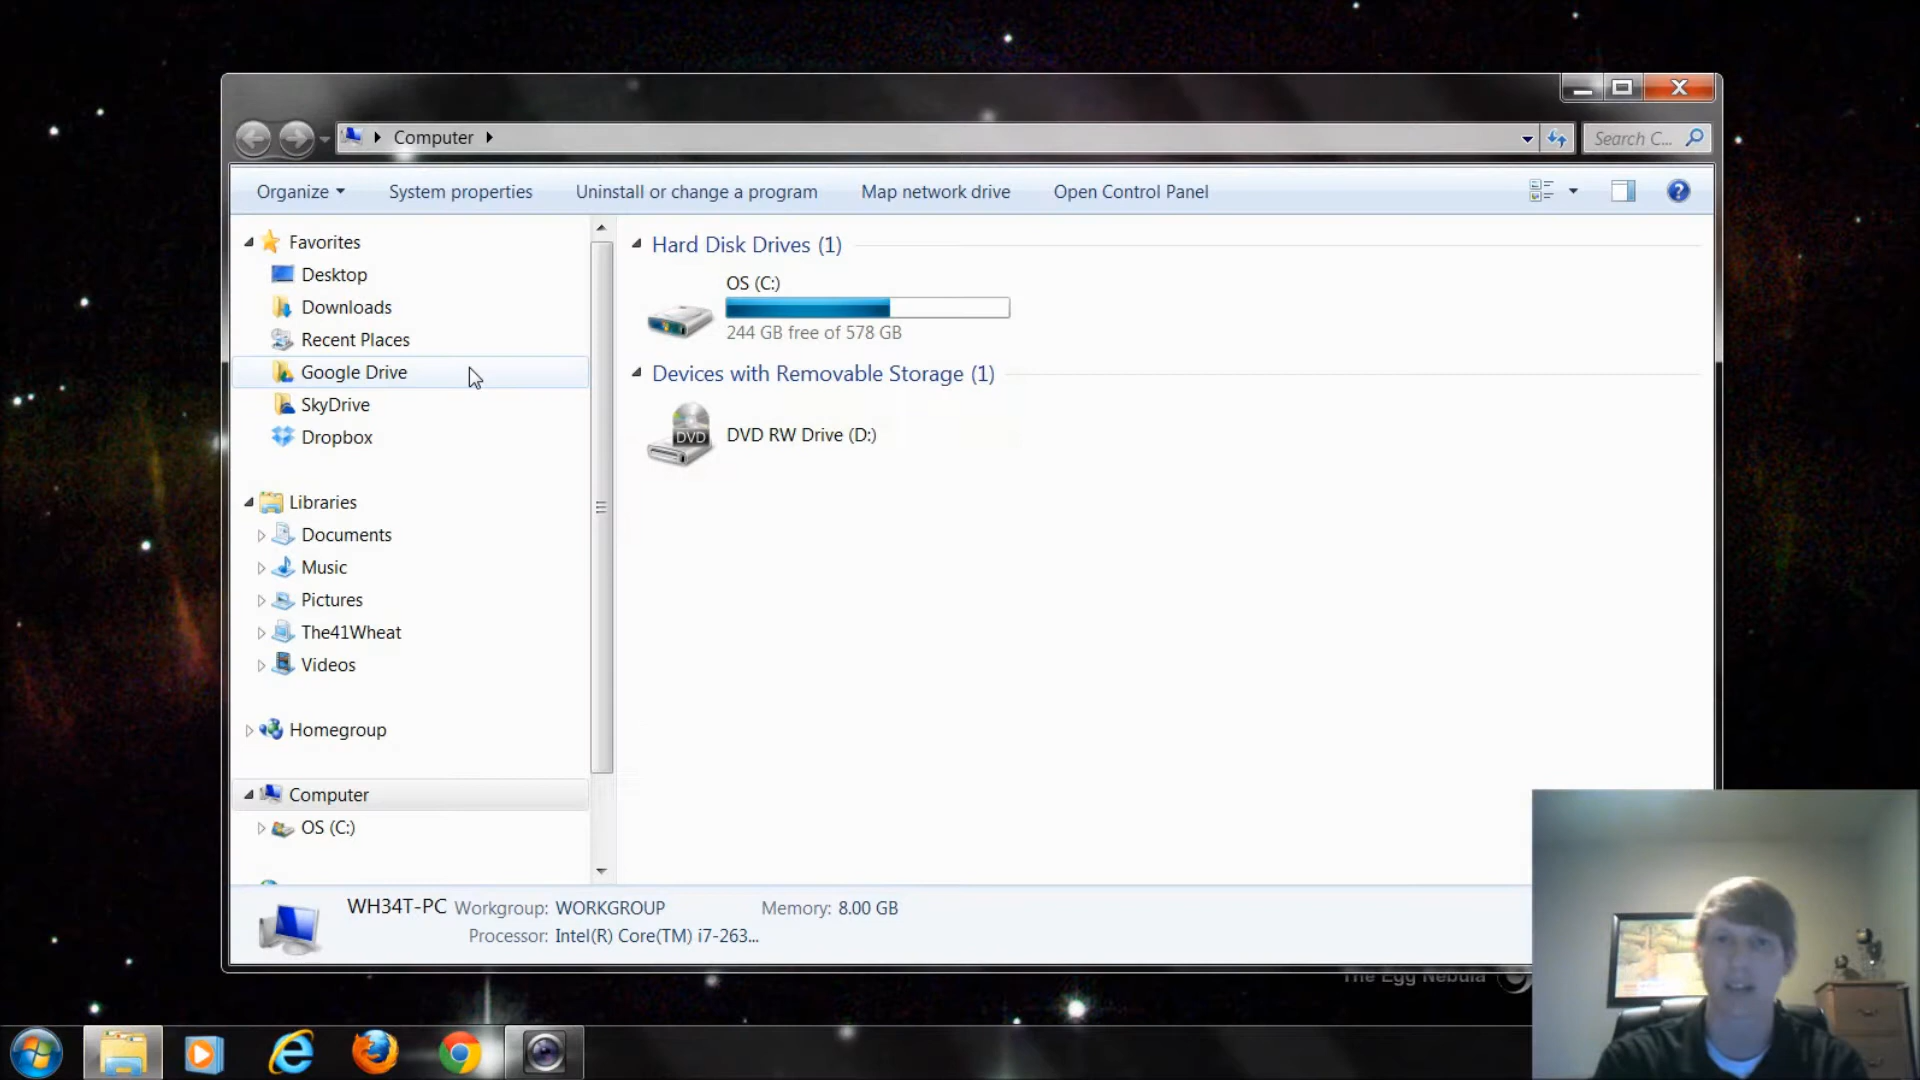 Computer
Search C...
Organize System properties Uninstall or change a program Map network drive Open Control Panel
Favorites
Desktop
Downloads
Recent Places
Google Drive
SkyDrive
Dropbox
Libraries
Documents
Music
Pictures
The41Wheat
Videos
Homegroup
Computer
OS (C:)
Hard Disk Drives (1)
OS (C:)
244 GB free of 578 GB
Devices with Removable Storage (1)
DVD
DVD RW Drive (D:)
WH34T-PC Workgroup: WORKGROUP Memory: 8.00 GB
Processor: Intel(R) Core(TM) i7-263...
The Egg Nebula